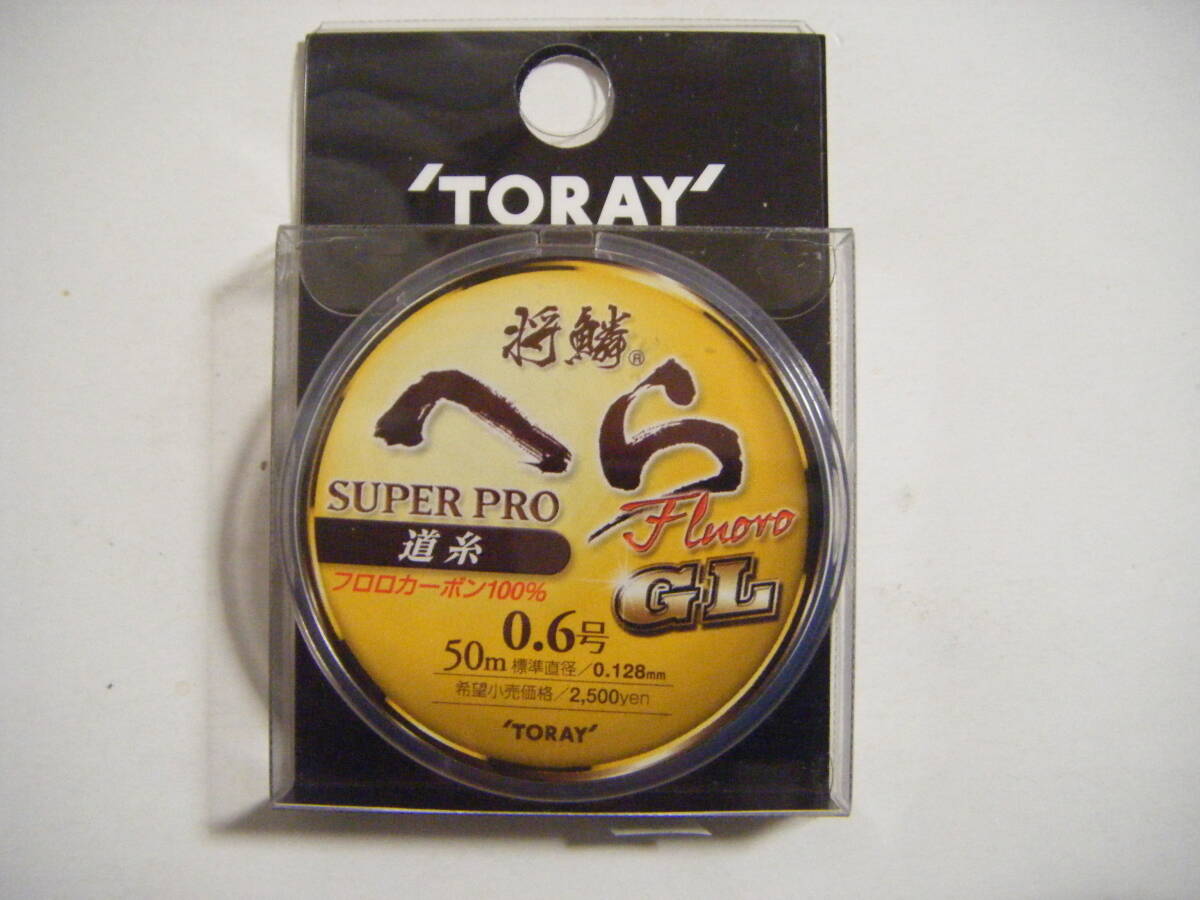 'TORAY'
将鱗®
へら
SUPER PRO
Fluoro
道糸
GL
フロロカーボン100%
0.6号
50m 標準直径/0.128mm
希望小売価格/2,500yen
'TORAY'